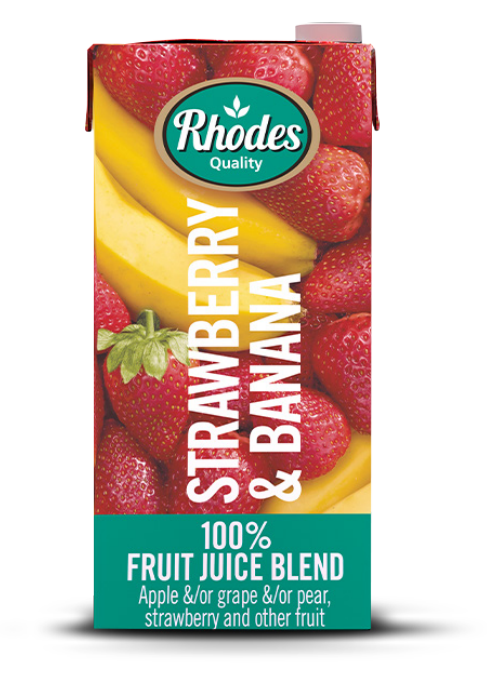 Rhodes
Quality
STRAWBERRY
& BANANA
100%
FRUIT JUICE BLEND
Apple &/or grape &/or pear,
strawberry and other fruit